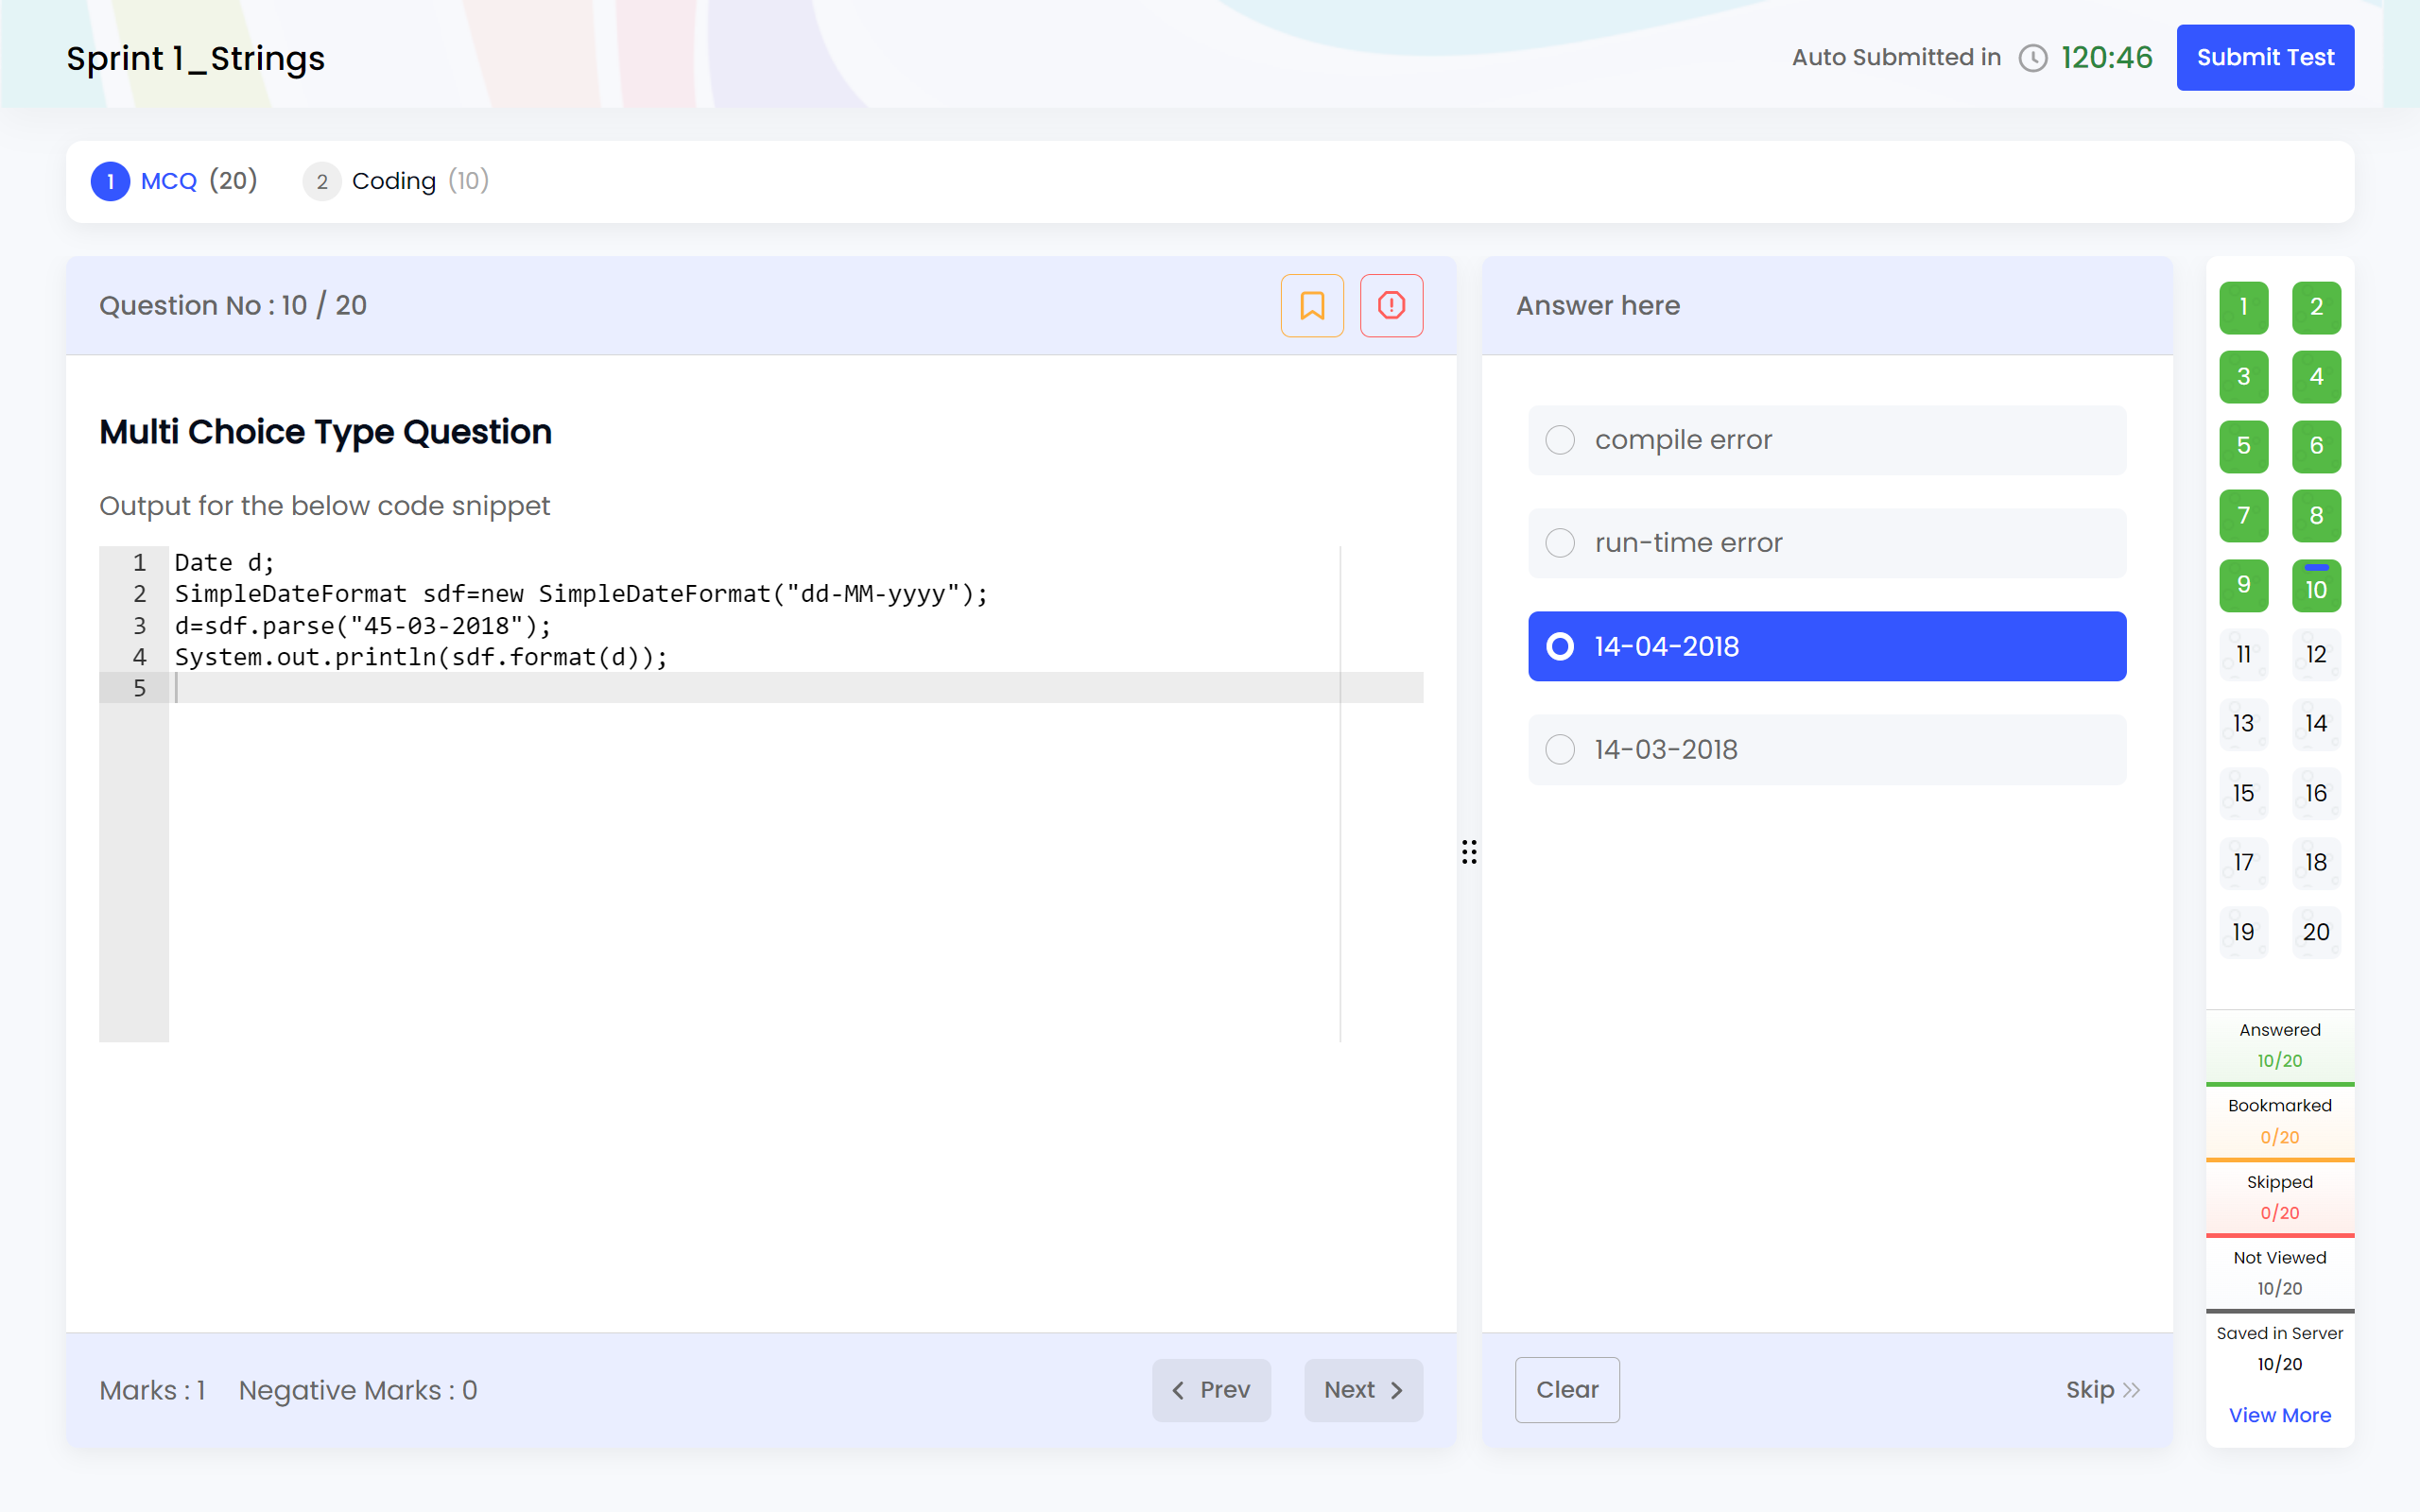 Sprint 1_Strings
Auto Submitted in 120:46 Submit Test
1 MCQ (20) 2 Coding (10)
Question No : 10 / 20
Multi Choice Type Question
Output for the below code snippet
1 Date d;
2 SimpleDateFormat sdf=new SimpleDateFormat("dd-MM-yyyy");
3 d=sdf.parse("45-03-2018");
4 System.out.println(sdf.format(d));
5
Marks : 1 Negative Marks : 0 Prev Next
Answer here
compile error
run-time error
14-04-2018
14-03-2018
Clear Skip
1 2
3 4
5 6
7 8
9 10
11 12
13 14
15 16
17 18
19 20
Answered
10/20
Bookmarked
0/20
Skipped
0/20
Not Viewed
10/20
Saved in Server
10/20
View More